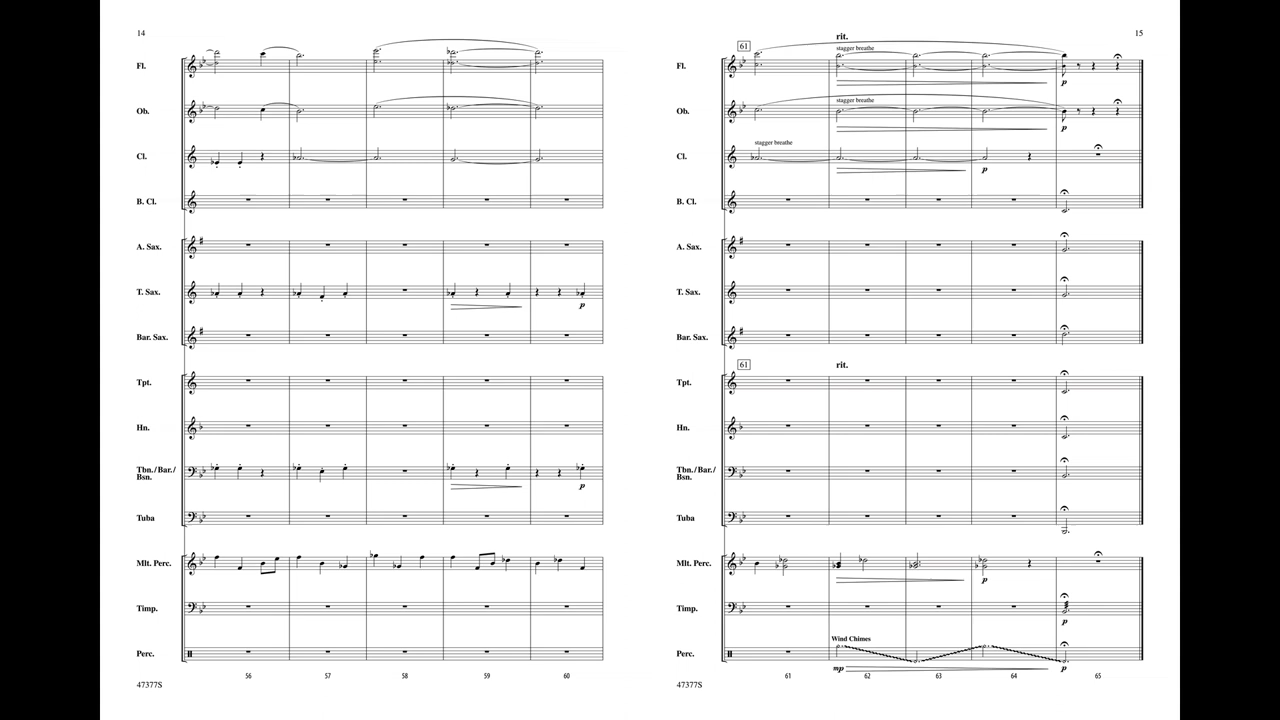 14
Fl.
Ob.
Cl.
B. Cl.
A. Sax.
T. Sax.
p
Bar. Sax.
Tpt.
Hn.
Tbn./Bar./
Bsn.
p
Tuba
Mlt. Perc.
Timp.
Perc.
56 57 58 59 60
47377S
15
61 rit.
stagger breathe
Fl.
p
stagger breathe
Ob.
p
stagger breathe
Cl.
p
B. Cl.
A. Sax.
T. Sax.
Bar. Sax.
61 rit.
Tpt.
Hn.
Tbn./Bar./
Bsn.
Tuba
Mlt. Perc.
p
Timp.
p
Wind Chimes
Perc.
mp p
61 62 63 64 65
47377S